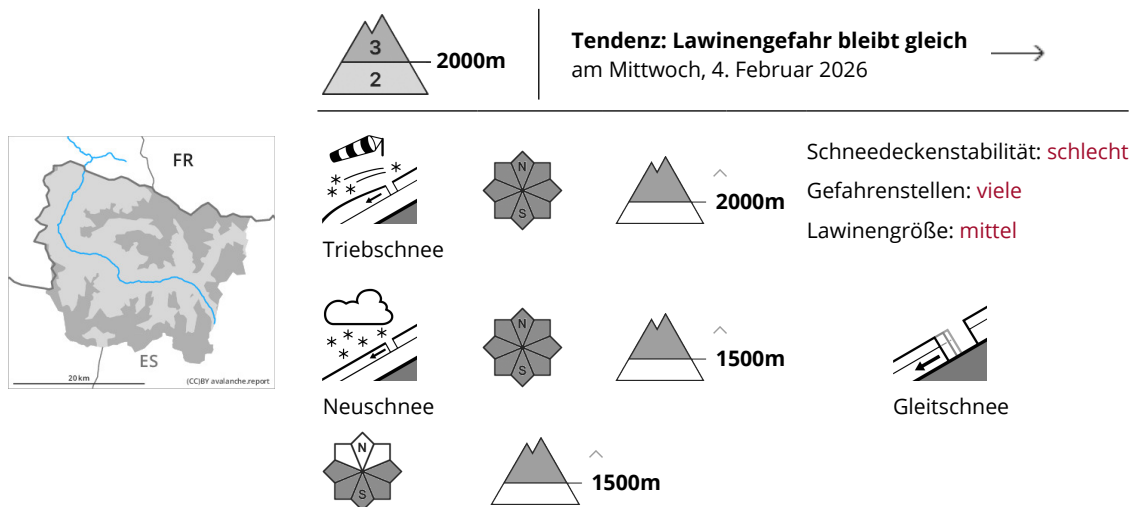 3
2
2000m
Tendenz: Lawinengefahr bleibt gleich
am Mittwoch, 4. Februar 2026
FR
ES
20 km
(CC)BY avalanche.report
N
S
2000m
Triebschnee
Schneedeckenstabilität: schlecht
Gefahrenstellen: viele
Lawinengröße: mittel
N
S
1500m
Neuschnee
Gleitschnee
N
S
1500m